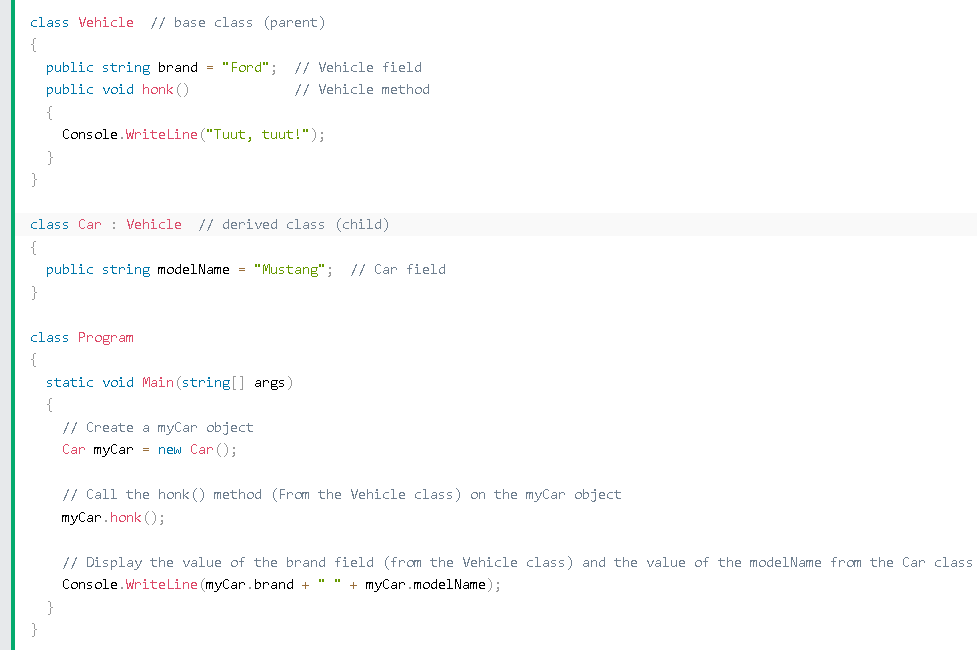 class Vehicle  // base class (parent)
{
  public string brand = "Ford";  // Vehicle field
  public void honk()             // Vehicle method
  {
    Console.WriteLine("Tuut, tuut!");
  }
}

class Car : Vehicle  // derived class (child)
{
  public string modelName = "Mustang";  // Car field
}

class Program
{
  static void Main(string[] args)
  {
    // Create a myCar object
    Car myCar = new Car();

    // Call the honk() method (From the Vehicle class) on the myCar object
    myCar.honk();

    // Display the value of the brand field (from the Vehicle class) and the value of the modelName from the Car class
    Console.WriteLine(myCar.brand + " " + myCar.modelName);
  }
}